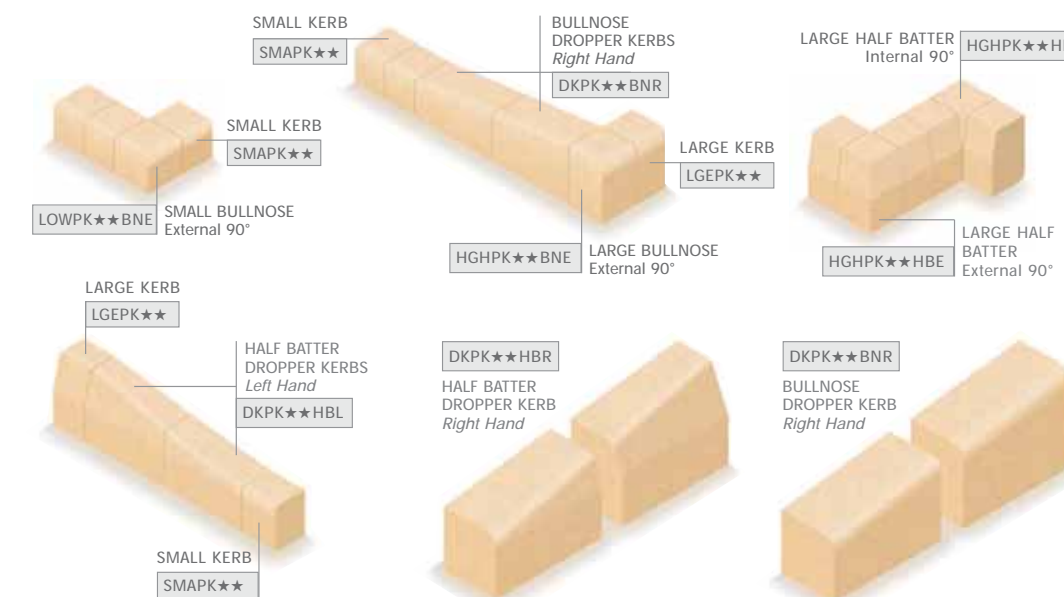 SMALL KERB
SMAPK★★
SMALL KERB
SMAPK★★
LOWPK★★BNE
SMALL BULLNOSE
External 90°
BULLNOSE
DROPPER KERBS
Right Hand
DKPK★★BNR
LARGE KERB
LGEPK★★
HGHPK★★BNE
LARGE BULLNOSE
External 90°
LARGE HALF BATTER
Internal 90°
LARGE HALF
BATTER
External 90°
HGHPK★★HBE
LARGE KERB
LGEPK★★
HALF BATTER
DROPPER KERBS
Left Hand
DKPK★★HBL
SMALL KERB
SMAPK★★
DKPK★★HBR
HALF BATTER
DROPPER KERB
Right Hand
DKPK★★BNR
BULLNOSE
DROPPER KERB
Right Hand